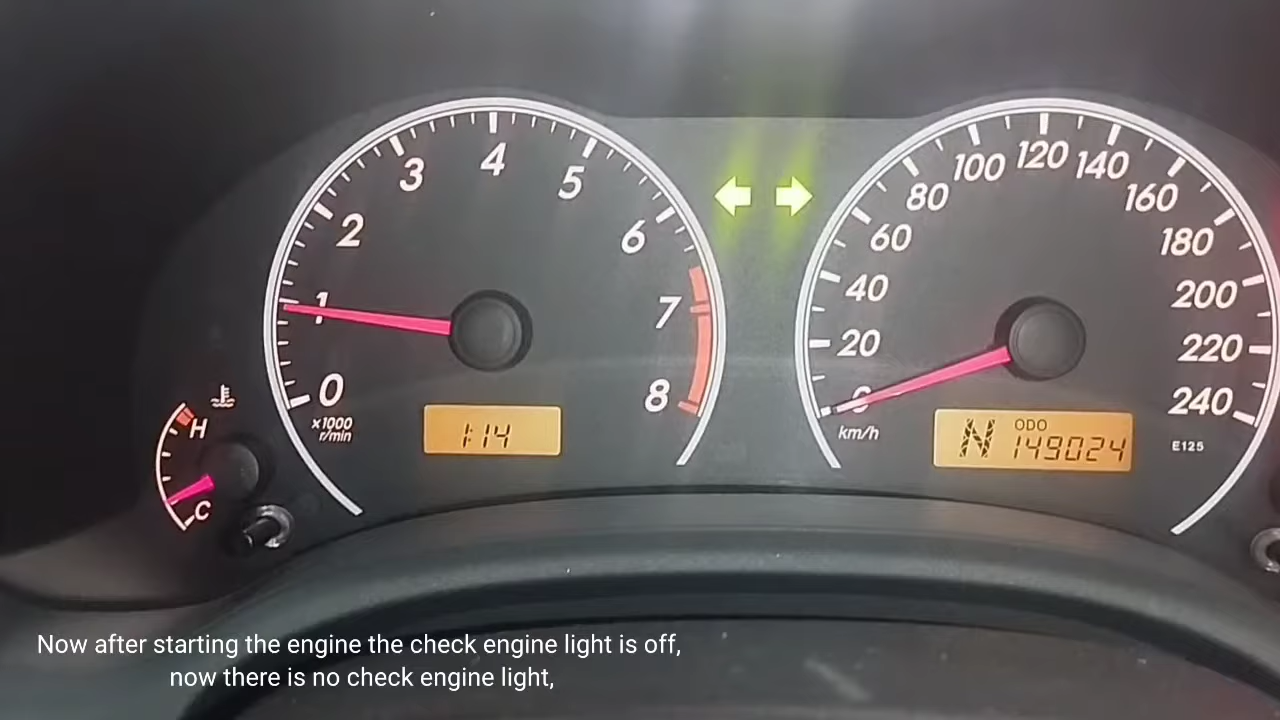 0
1
2
3
4
5
6
7
8
x1000
r/min
H
C
1:14
0
20
40
60
80
100
120
140
160
180
200
220
240
km/h
N
ODO
149024
E125
Now after starting the engine the check engine light is off,
now there is no check engine light,